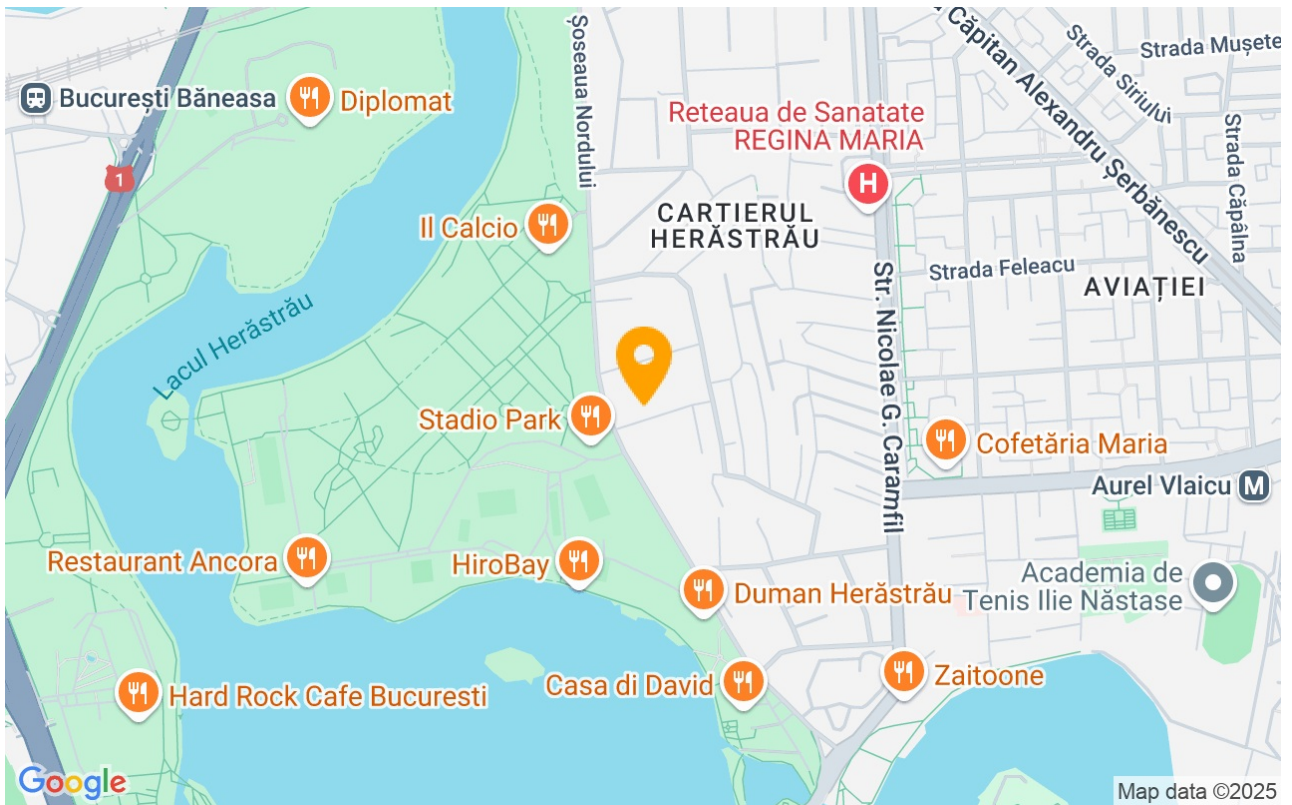 Șoseaua Nordului
Căpitan Alexandru Șerbănescu
Strada Siriului
Strada Mușete
București Băneasa
Diplomat
Reteaua de Sanatate
REGINA MARIA
Strada Căpâlna
1
H
Il Calcio
CARTIERUL
HERĂSTRĂU
Strada Feleacu
AVIAȚIEI
Lacul Herăstrău
Str. Nicolae G. Caramfil
Stadio Park
Cofetăria Maria
Aurel Vlaicu M
Restaurant Ancora
HiroBay
Duman Herăstrău
Academia de
Tenis Ilie Năstase
Casa di David
Zaitoone
Hard Rock Cafe Bucuresti
Google
Map data ©2025